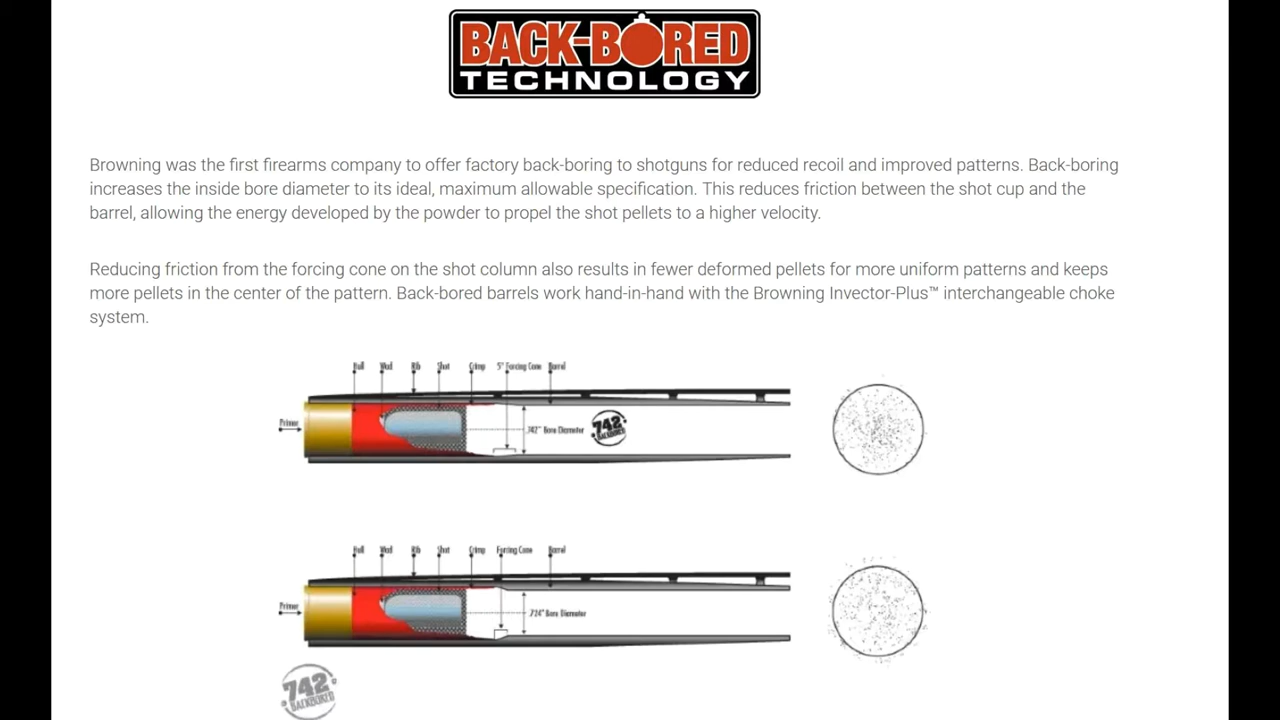 BACK-BORED
TECHNOLOGY
Browning was the first firearms company to offer factory back-boring to shotguns for reduced recoil and improved patterns. Back-boring
increases the inside bore diameter to its ideal, maximum allowable specification. This reduces friction between the shot cup and the
barrel, allowing the energy developed by the powder to propel the shot pellets to a higher velocity.
Reducing friction from the forcing cone on the shot column also results in fewer deformed pellets for more uniform patterns and keeps
more pellets in the center of the pattern. Back-bored barrels work hand-in-hand with the Browning Invector-Plus™ interchangeable choke
system.
Hull Wad Rib Shot Crimp 5" Forcing Cone Barrel
Primer
.742" Bore Diameter
742
BACKBORED
Hull Wad Rib Shot Crimp Forcing Cone Barrel
Primer
.724" Bore Diameter
742
BACKBORED